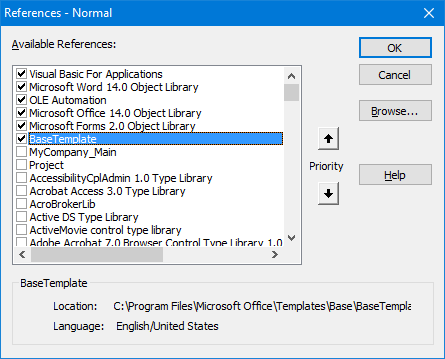 References - Normal
Available References:
OK
Visual Basic For Applications
Microsoft Word 14.0 Object Library
OLE Automation
Microsoft Office 14.0 Object Library
Microsoft Forms 2.0 Object Library
BaseTemplate
MyCompany_Main
Project
AccessibilityCplAdmin 1.0 Type Library
Acrobat Access 3.0 Type Library
AcroBrokerLib
Active DS Type Library
ActiveMovie control type library
Adobe Acrobat 7.0 Browser Control Type Library 1.0
Cancel
Browse...
Priority
Help
BaseTemplate
Location: C:\Program Files\Microsoft Office\Templates\Base\BaseTempla
Language: English/United States